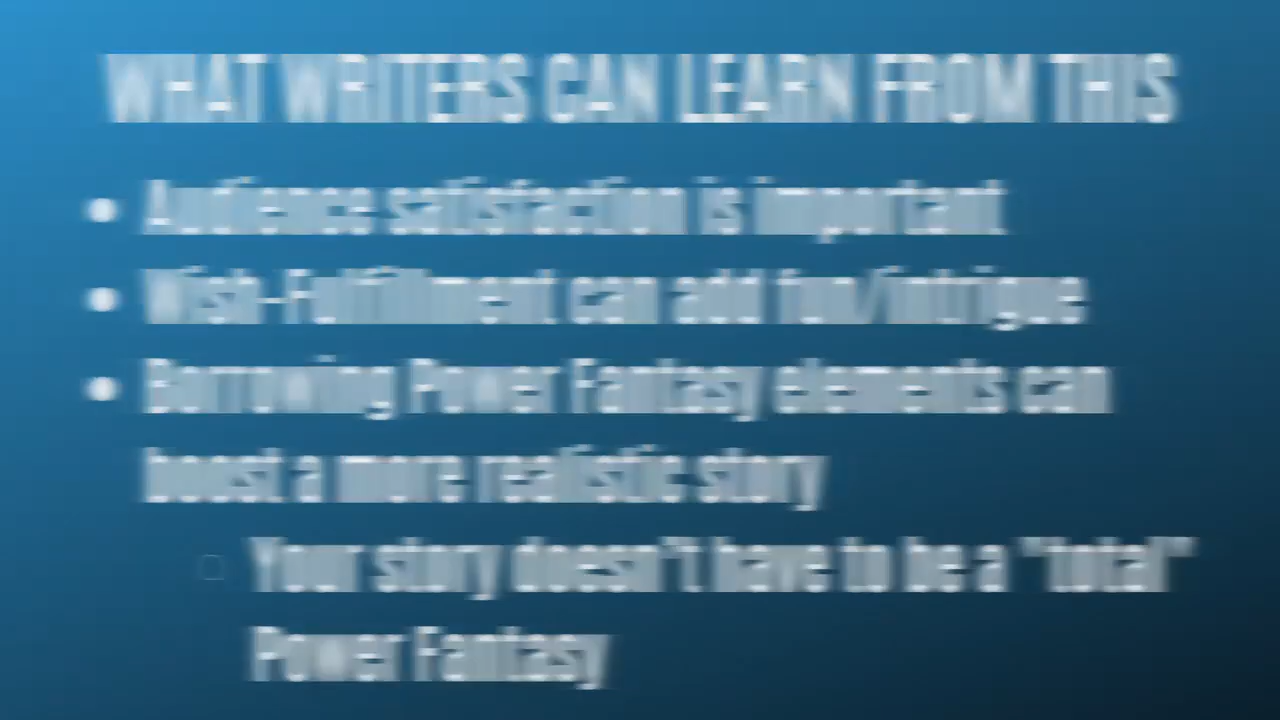 WHAT WRITERS CAN LEARN FROM THIS
• Audience satisfaction is important
• Wish-Fulfillment can add fun/intrigue
• Borrowing Power Fantasy elements can
boost a more realistic story
Your story doesn't have to be a "total"
Power Fantasy